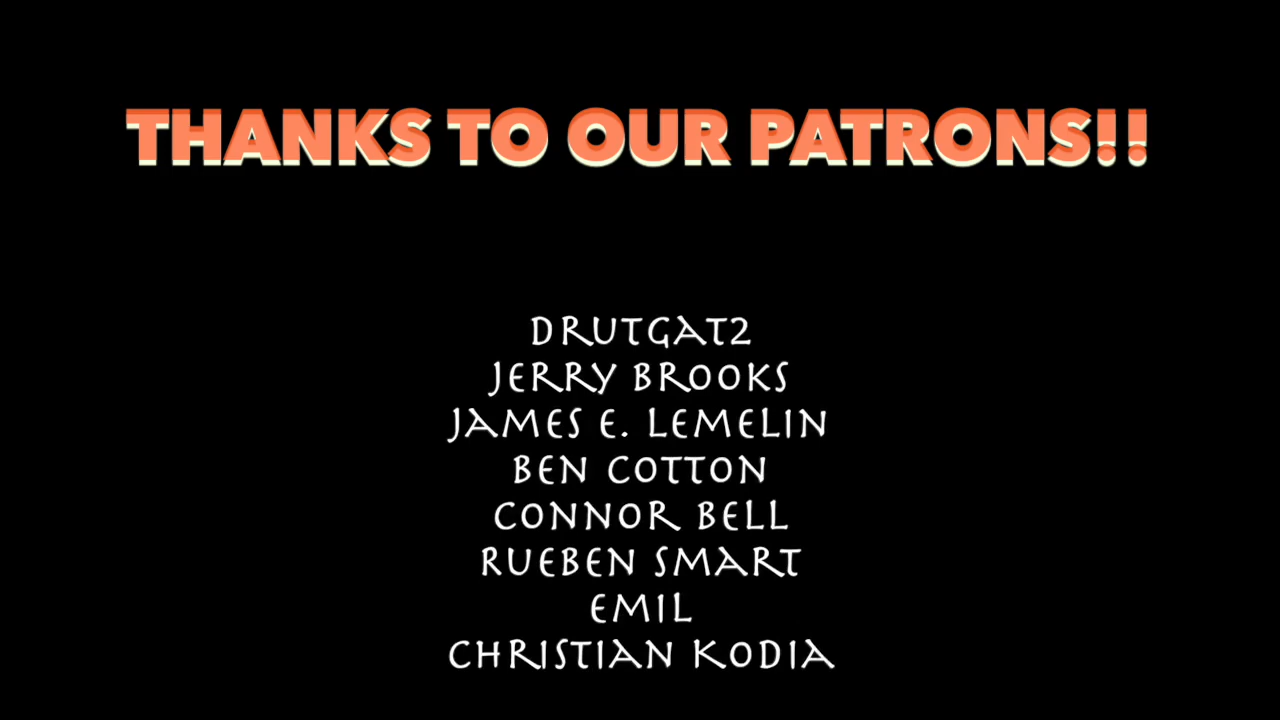 THANKS TO OUR PATRONS!!
DRUTGAT2
JERRY BROOKS
JAMES E. LEMELIN
BEN COTTON
CONNOR BELL
RUEBEN SMART
EMIL
CHRISTIAN KODIA